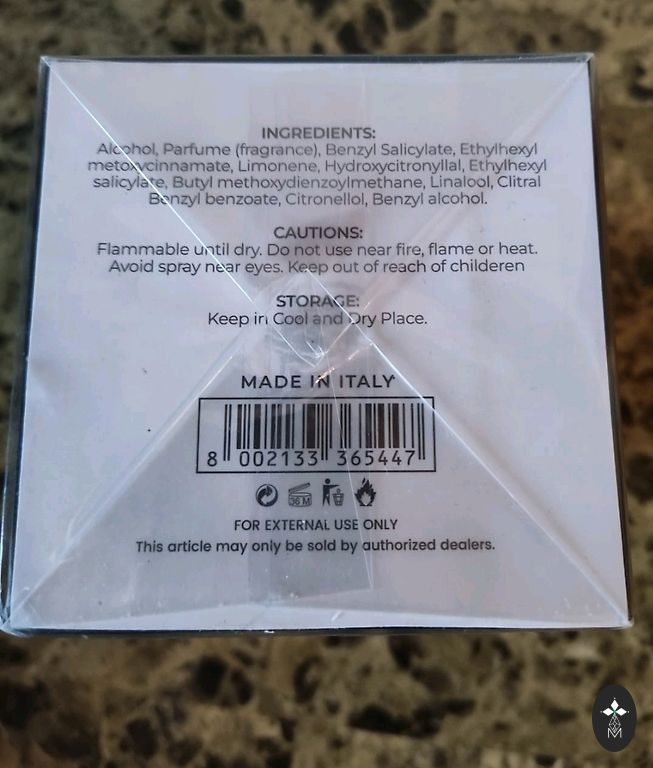 INGREDIENTS:
Alcohol, Parfume (fragrance), Benzyl Salicylate, Ethylhexyl
metoxycinnamate, Limonene, Hydroxycitronyllal, Ethylhexyl
salicylate, Butyl methoxydienzoylmethane, Linalool, Clitral
Benzyl benzoate, Citronellol, Benzyl alcohol.
CAUTIONS:
Flammable until dry. Do not use near fire, flame or heat.
Avoid spray near eyes. Keep out of reach of childeren
STORAGE:
Keep in Cool and Dry Place.
MADE IN ITALY
8 002133 365447
36 M
FOR EXTERNAL USE ONLY
This article may only be sold by authorized dealers.
M